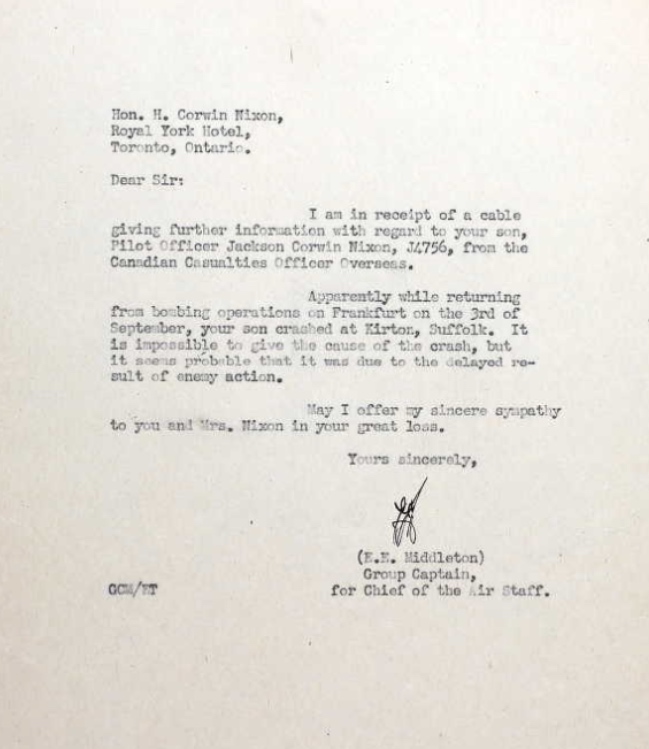 Hon. H. Corwin Nixon,
Royal York Hotel,
Toronto, Ontario.
Dear Sir:
I am in receipt of a cable
giving further information with regard to your son,
Pilot Officer Jackson Corwin Nixon, J4756, from the
Canadian Casualties Officer Overseas.
Apparently while returning
from bombing operations on Frankfurt on the 3rd of
September, your son crashed at Kirton, Suffolk. It
is impossible to give the cause of the crash, but
it seems probable that it was due to the delayed re-
sult of enemy action.
May I offer my sincere sympathy
to you and Mrs. Nixon in your great loss.
Yours sincerely,
(E.E. Middleton)
Group Captain,
GCM/ET for Chief of the Air Staff.